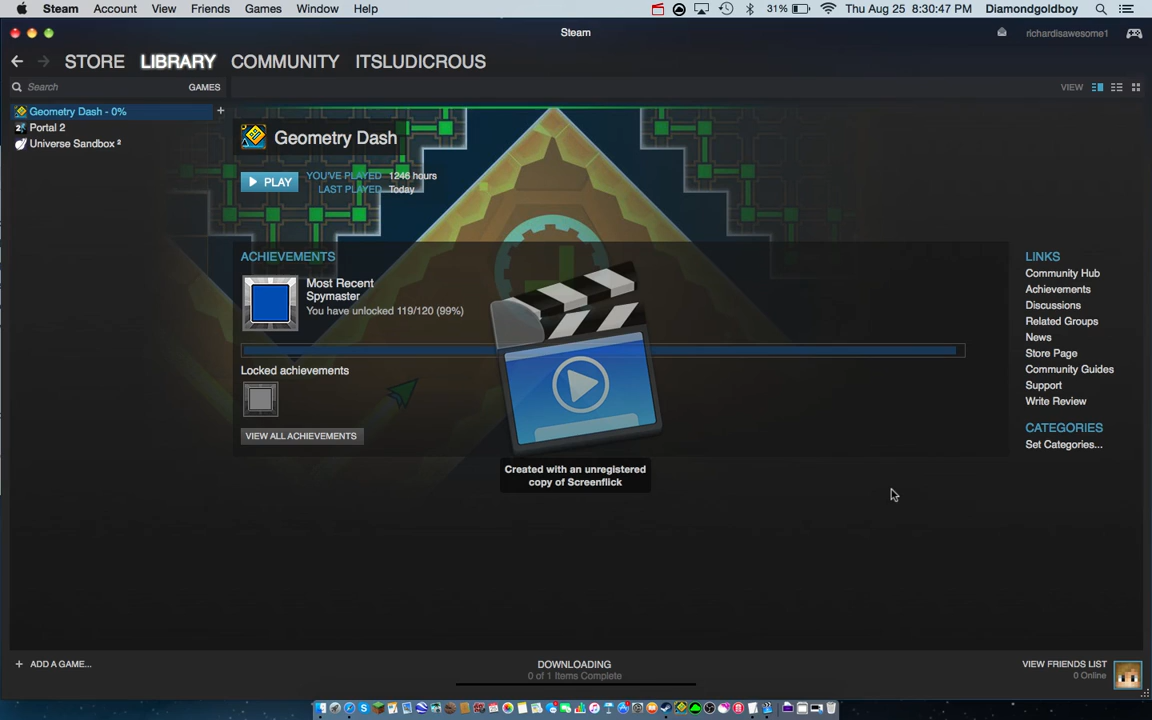 Steam Account View Friends Games Window Help 31% Thu Aug 25 8:30:47 PM Diamondgoldboy
Steam
richardisawesome1
STORE LIBRARY COMMUNITY ITSLUDICROUS
Search GAMES VIEW
Geometry Dash - 0% +
Portal 2
Universe Sandbox ²
Geometry Dash
PLAY
YOU'VE PLAYED 1246 hours
LAST PLAYED Today
ACHIEVEMENTS
Most Recent
Spymaster
You have unlocked 119/120 (99%)
Locked achievements
VIEW ALL ACHIEVEMENTS
Created with an unregistered
copy of Screenflick
LINKS
Community Hub
Achievements
Discussions
Related Groups
News
Store Page
Community Guides
Support
Write Review
CATEGORIES
Set Categories...
+ ADD A GAME...
DOWNLOADING
0 of 1 Items Complete
VIEW FRIENDS LIST
0 Online